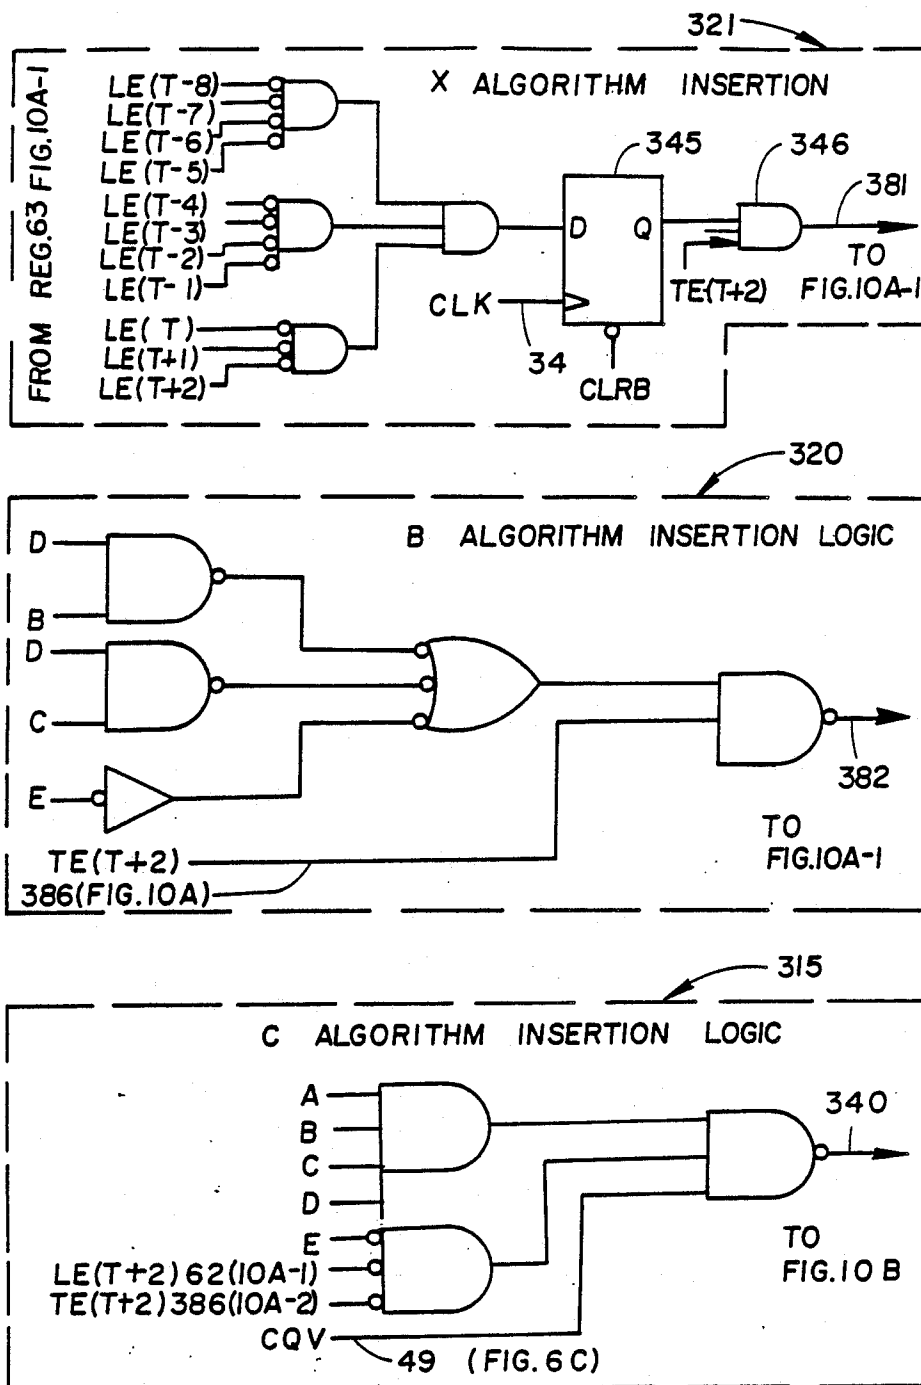 321
X ALGORITHM INSERTION
FROM REG.63 FIG.10A-1
LE(T-8)
LE(T-7)
LE(T-6)
LE(T-5)
LE(T-4)
LE(T-3)
LE(T-2)
LE(T-1)
LE( T)
LE(T+1)
LE(T+2)
345
346
381
D Q
CLK
34
CLRB
TE(T+2)
TO
FIG.10A-1
320
B ALGORITHM INSERTION LOGIC
D
B
D
C
E
TE(T+2)
386(FIG.10A)
382
TO
FIG.10A-1
315
C ALGORITHM INSERTION LOGIC
A
B
C
D
E
LE(T+2)62(10A-1)
TE(T+2)386(10A-2)
CQV
49 (FIG. 6C)
340
TO
FIG.10 B